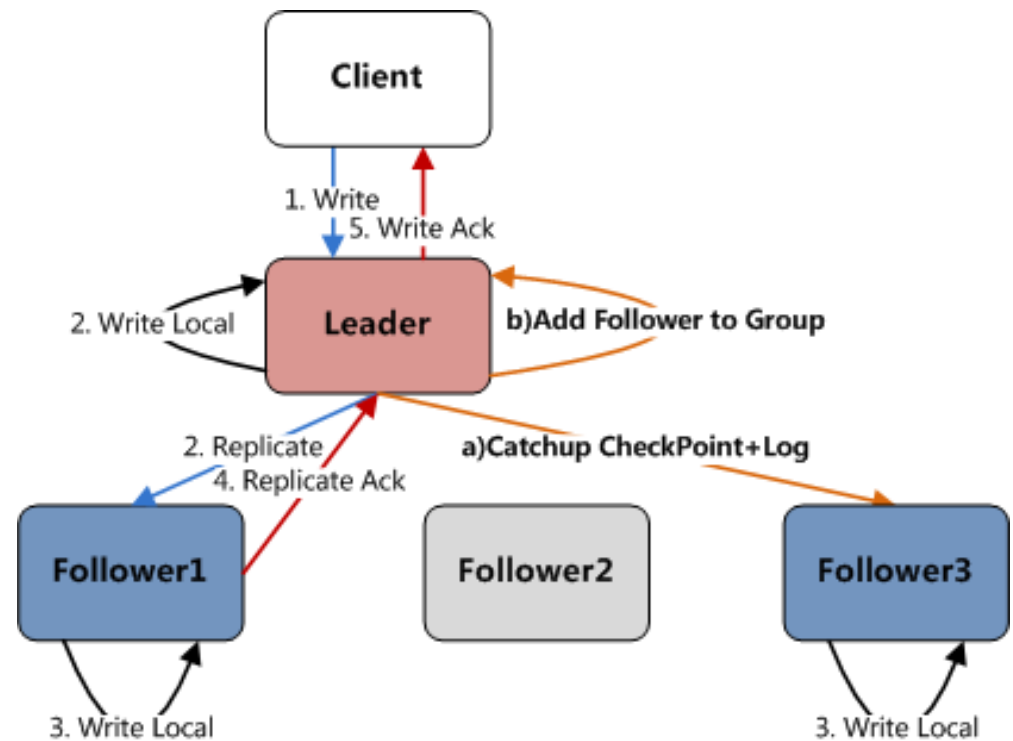 Client
1. Write
5. Write Ack
2. Write Local
Leader
b)Add Follower to Group
2. Replicate
a)Catchup CheckPoint+Log
4. Replicate Ack
Follower1
Follower2
Follower3
3. Write Local
3. Write Local